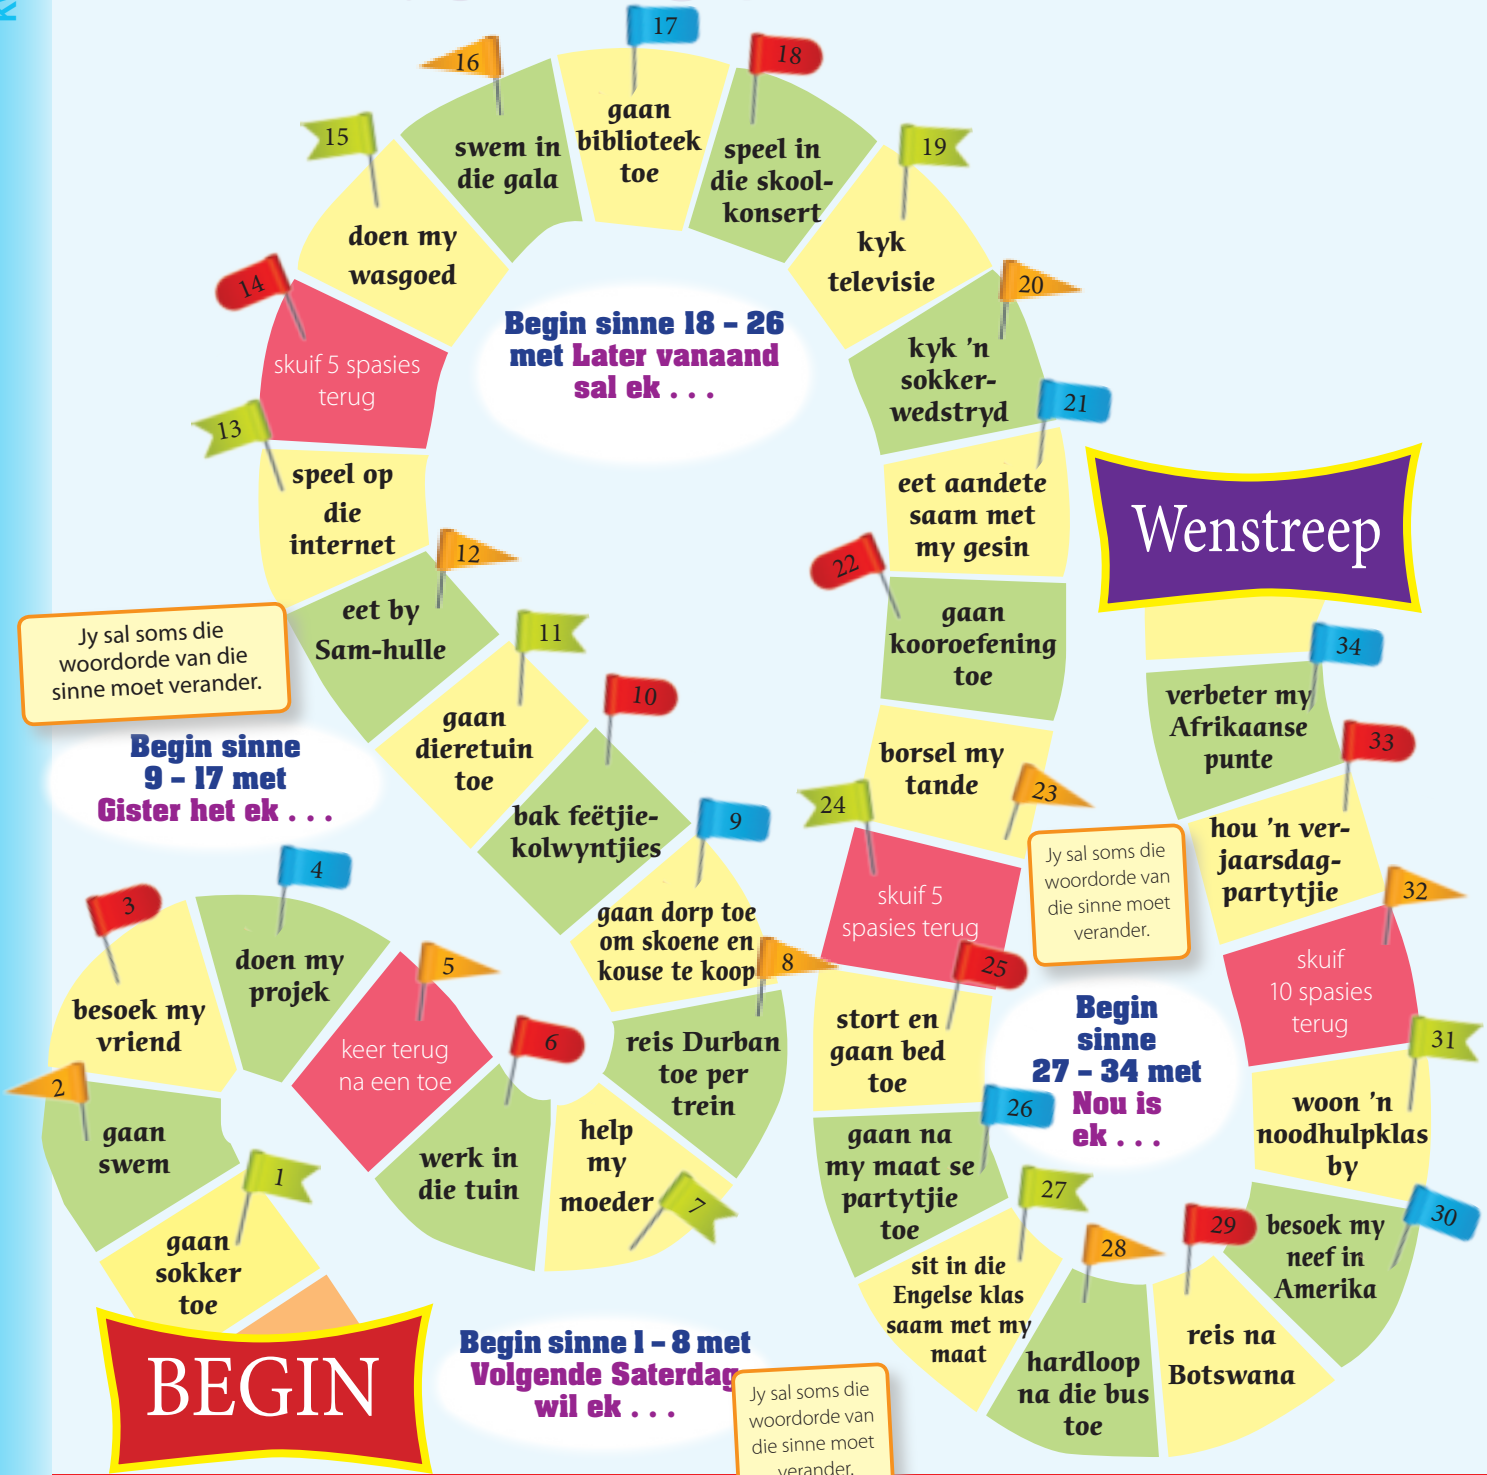 BEGIN
1
gaan
sokker
toe
2
gaan
swem
3
besoek my
vriend
4
doen my
projek
5
keer terug
na een toe
6
werk in
die tuin
7
help
my
moeder
8
reis Durban
toe per
trein
Begin sinne 1 – 8 met
Volgende Saterdag
wil ek . . .
Jy sal soms die
woordorde van
die sinne moet
verander.
9
gaan dorp toe
om skoene en
kouse te koop
10
bak feëtjie-
kolwyntjies
11
gaan
dieretuin
toe
12
eet by
Sam-hulle
13
speel op
die
internet
14
skuif 5 spasies
terug
15
doen my
wasgoed
16
swem in
die gala
17
gaan
biblioteek
toe
Jy sal soms die
woordorde van die
sinne moet verander.
Begin sinne
9 – 17 met
Gister het ek . . .
18
speel in
die skool-
konsert
19
kyk
televisie
20
kyk ’n
sokker-
wedstryd
21
eet aandete
saam met
my gesin
22
gaan
kooroefening
toe
23
borsel my
tande
24
skuif 5
spasies terug
25
stort en
gaan bed
toe
26
gaan na
my maat se
partytjie
toe
Begin sinne 18 – 26
met Later vanaand
sal ek . . .
27
sit in die
Engelse klas
saam met my
maat
28
hardloop
na die bus
toe
29
reis na
Botswana
30
besoek my
neef in
Amerika
31
woon ’n
noodhulpklas
by
32
skuif
10 spasies
terug
33
hou ’n ver-
jaarsdag-
partytjie
34
verbeter my
Afrikaanse
punte
Jy sal soms die
woordorde van
die sinne moet
verander.
Begin
sinne
27 – 34 met
Nou is
ek . . .
Wenstreep